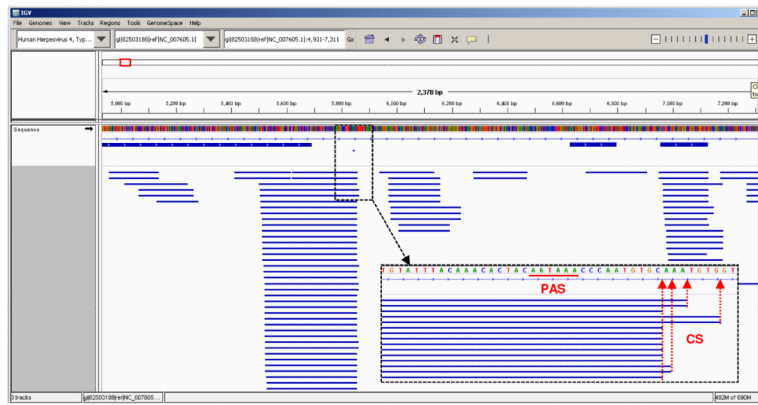 IGV
File Genomes View Tracks Regions Tools GenomeSpace Help
Human Herpesvirus 4, Typ... gi|82503188|ref|NC_007605.1| gi|82503188|ref|NC_007605.1|:4,931-7,311 Go
2,378 bp
5,000 bp 5,200 bp 5,400 bp 5,600 bp 5,800 bp 6,000 bp 6,200 bp 6,400 bp 6,600 bp 6,800 bp 7,000 bp 7,200 bp
Sequence
TGTATTTACAAACACTACAATAAACCCAATGTGCAAATGTGGT
PAS
CS
3 tracks gi|82503188|ref|NC_007605.... 492M of 690M